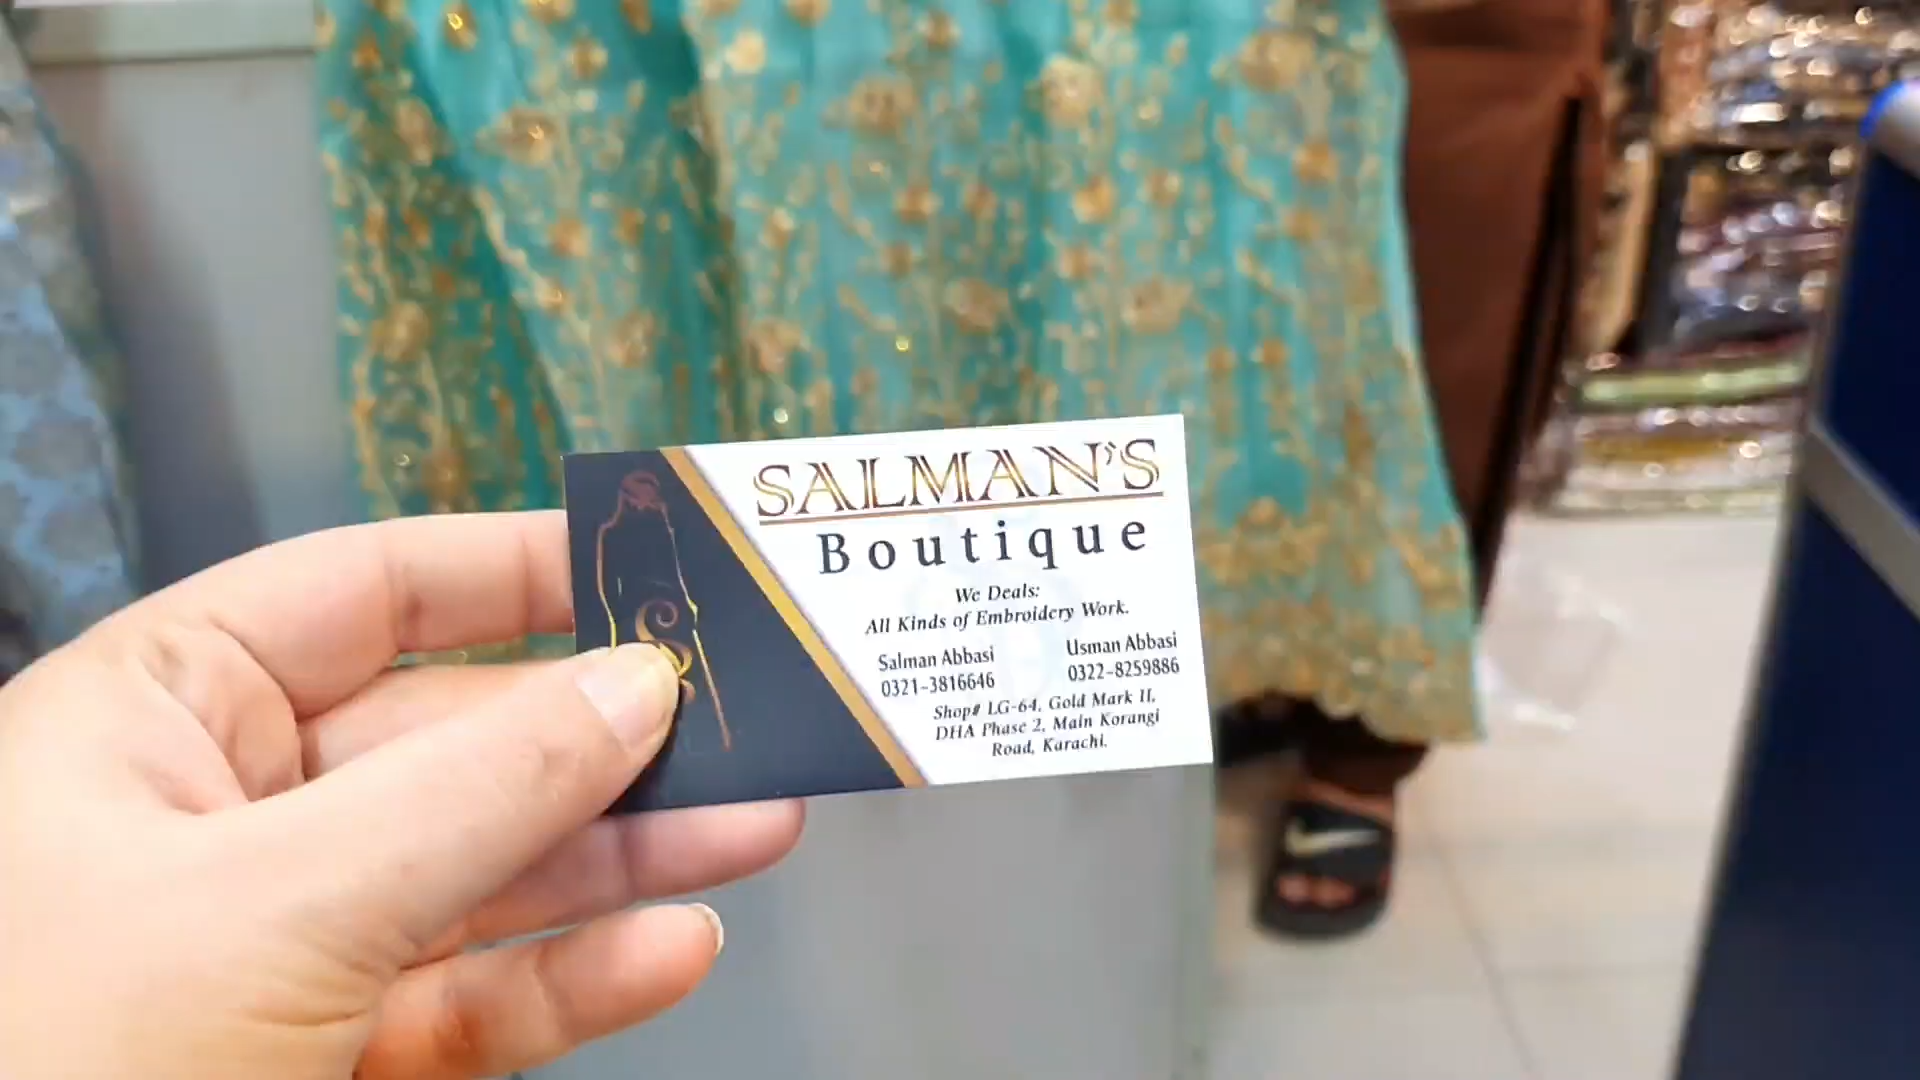 SALMAN'S
Boutique
We Deals:
All Kinds of Embroidery Work.
Salman Abbasi
0321-3816646
Usman Abbasi
0322-8259886
Shop# LG-64, Gold Mark II,
DHA Phase 2, Main Korangi
Road, Karachi.